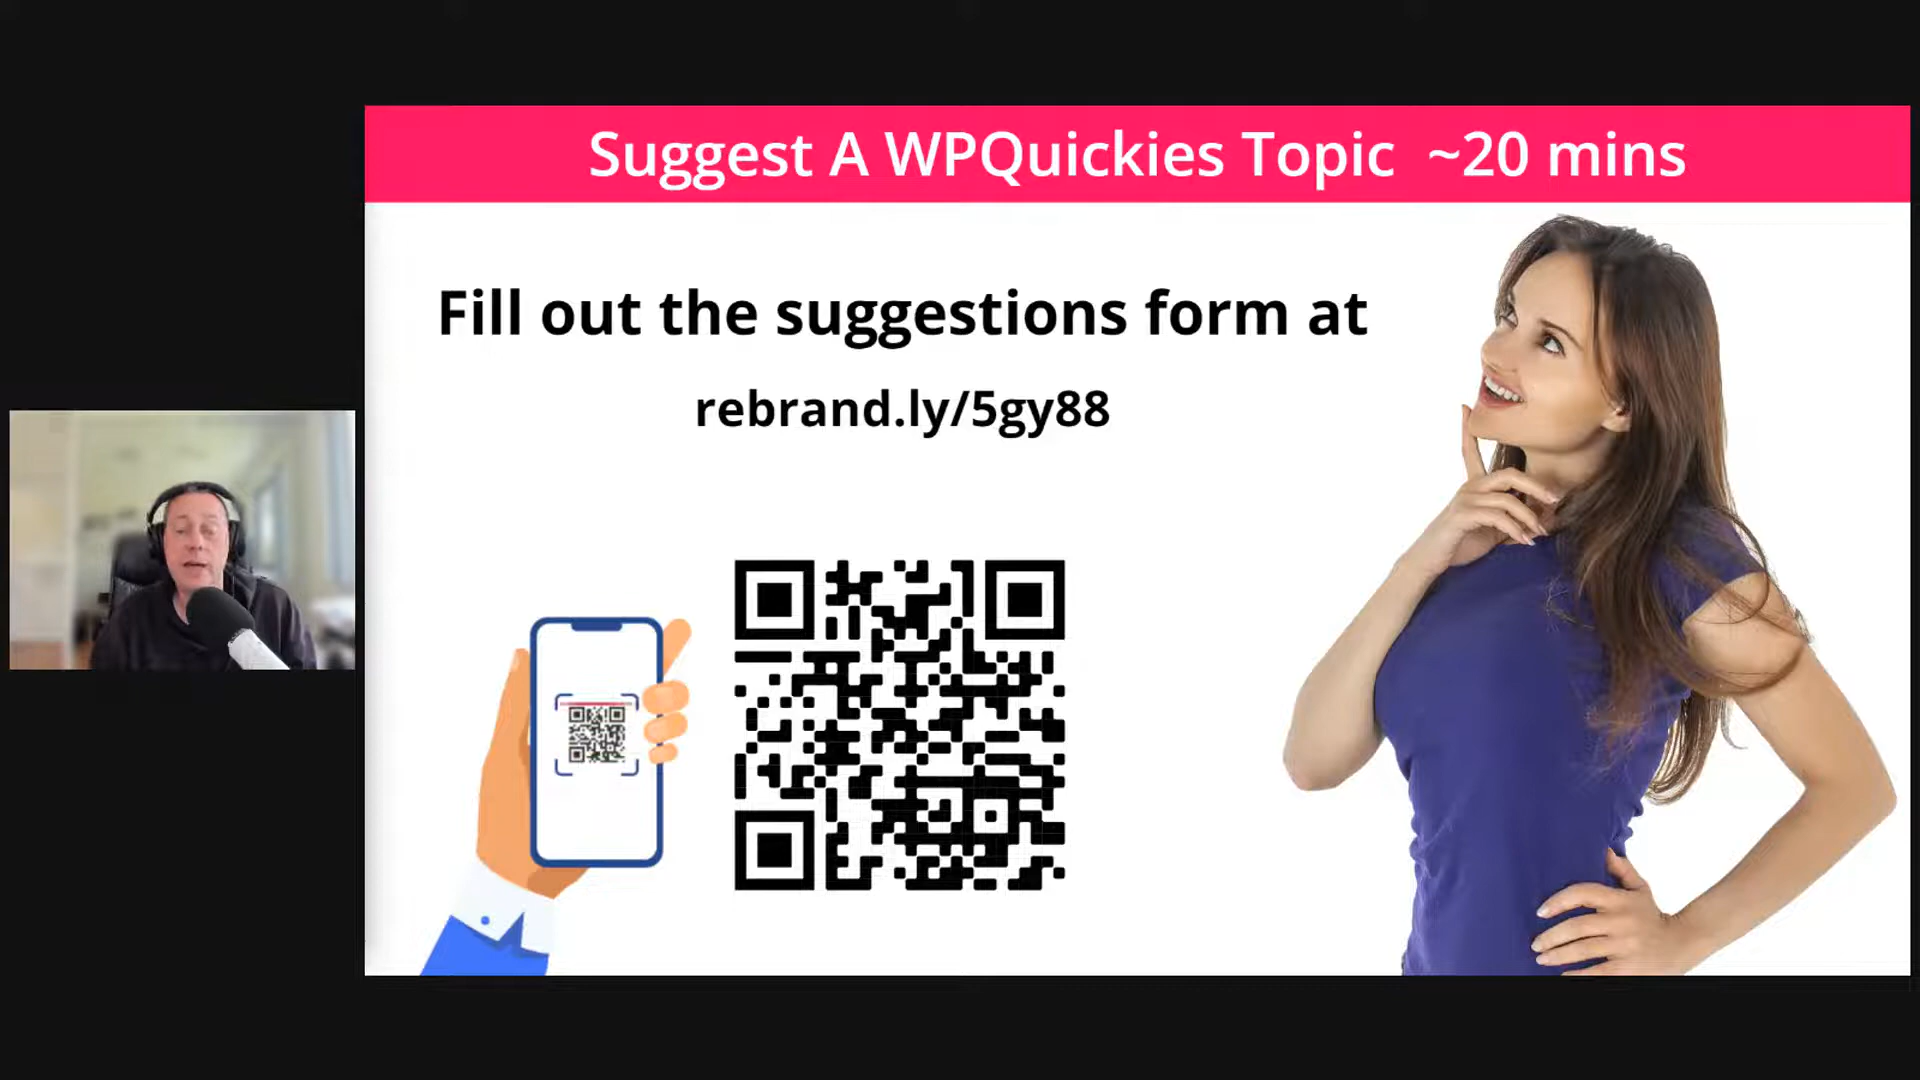 Suggest A WPQuickies Topic ~20 mins
Fill out the suggestions form at
rebrand.ly/5gy88